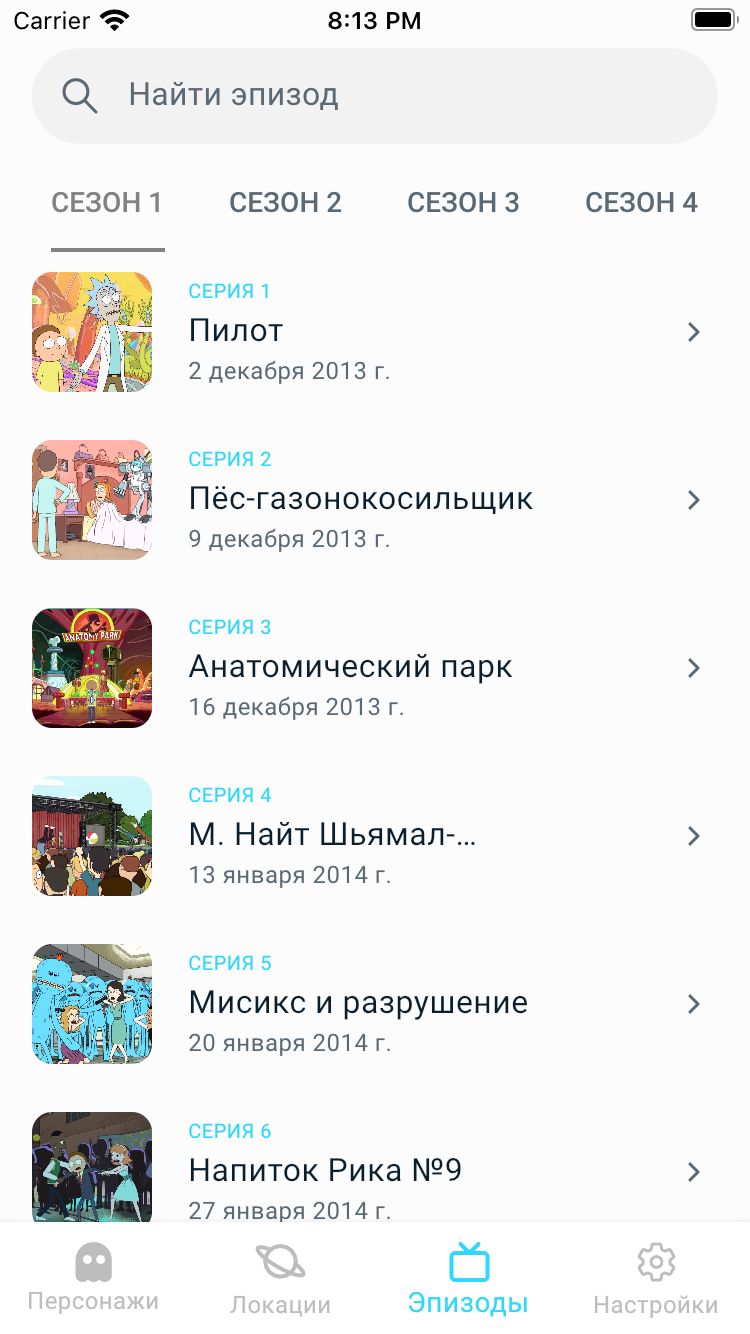 Carrier 8:13 PM
Найти эпизод
СЕЗОН 1 СЕЗОН 2 СЕЗОН 3 СЕЗОН 4
СЕРИЯ 1
Пилот
2 декабря 2013 г.
СЕРИЯ 2
Пёс-газонокосильщик
9 декабря 2013 г.
ANATOMY PARK
СЕРИЯ 3
Анатомический парк
16 декабря 2013 г.
СЕРИЯ 4
М. Найт Шьямал-...
13 января 2014 г.
СЕРИЯ 5
Мисикс и разрушение
20 января 2014 г.
СЕРИЯ 6
Напиток Рика №9
27 января 2014 г.
Персонажи Локации Эпизоды Настройки